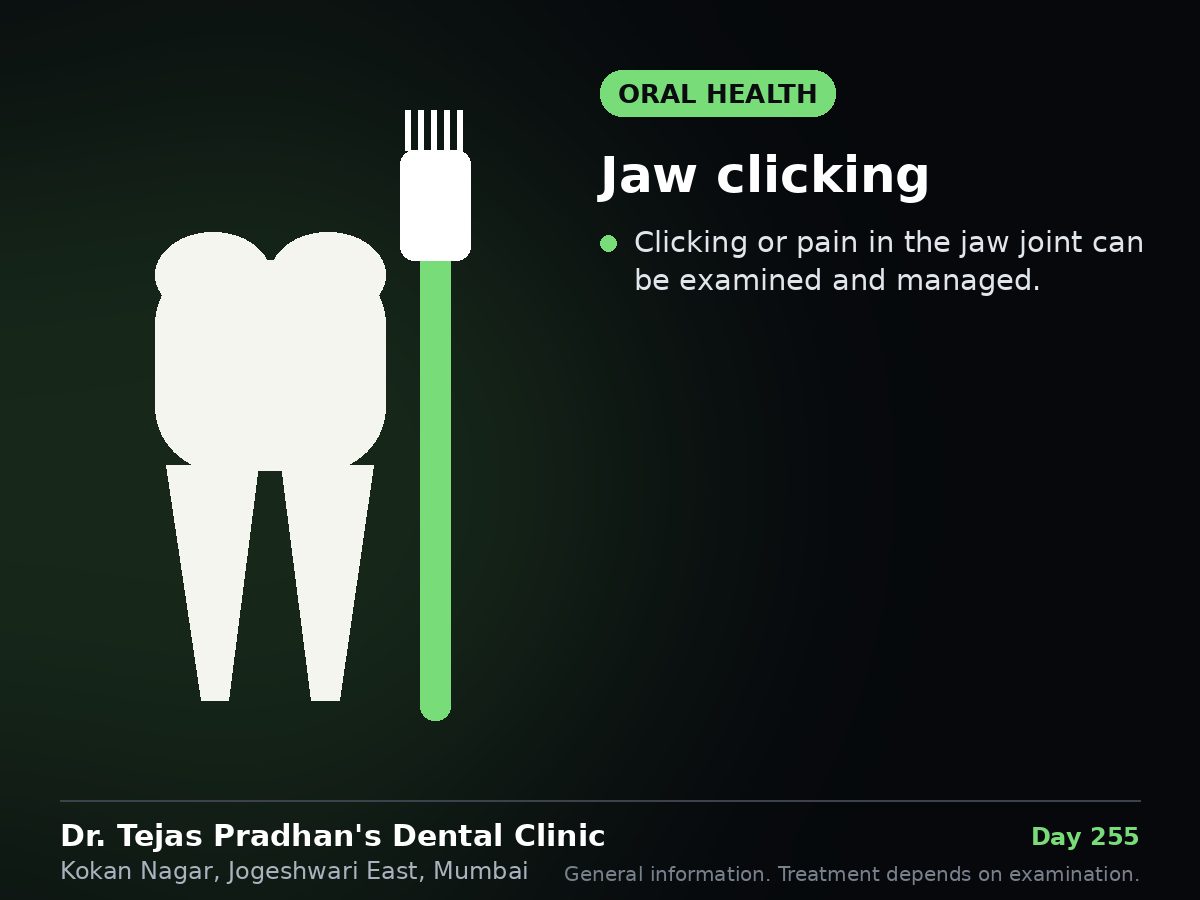 ORAL HEALTH
Jaw clicking
Clicking or pain in the jaw joint can
be examined and managed.
Dr. Tejas Pradhan's Dental Clinic
Day 255
Kokan Nagar, Jogeshwari East, Mumbai
General information. Treatment depends on examination.